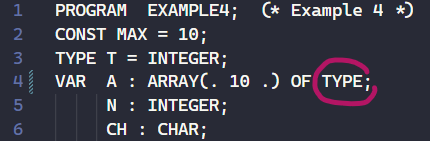 1 PROGRAM  EXAMPLE4;  (* Example 4 *)
2 CONST MAX = 10;
3 TYPE T = INTEGER;
4 VAR  A : ARRAY(. 10 .) OF TYPE;
5      N : INTEGER;
6      CH : CHAR;